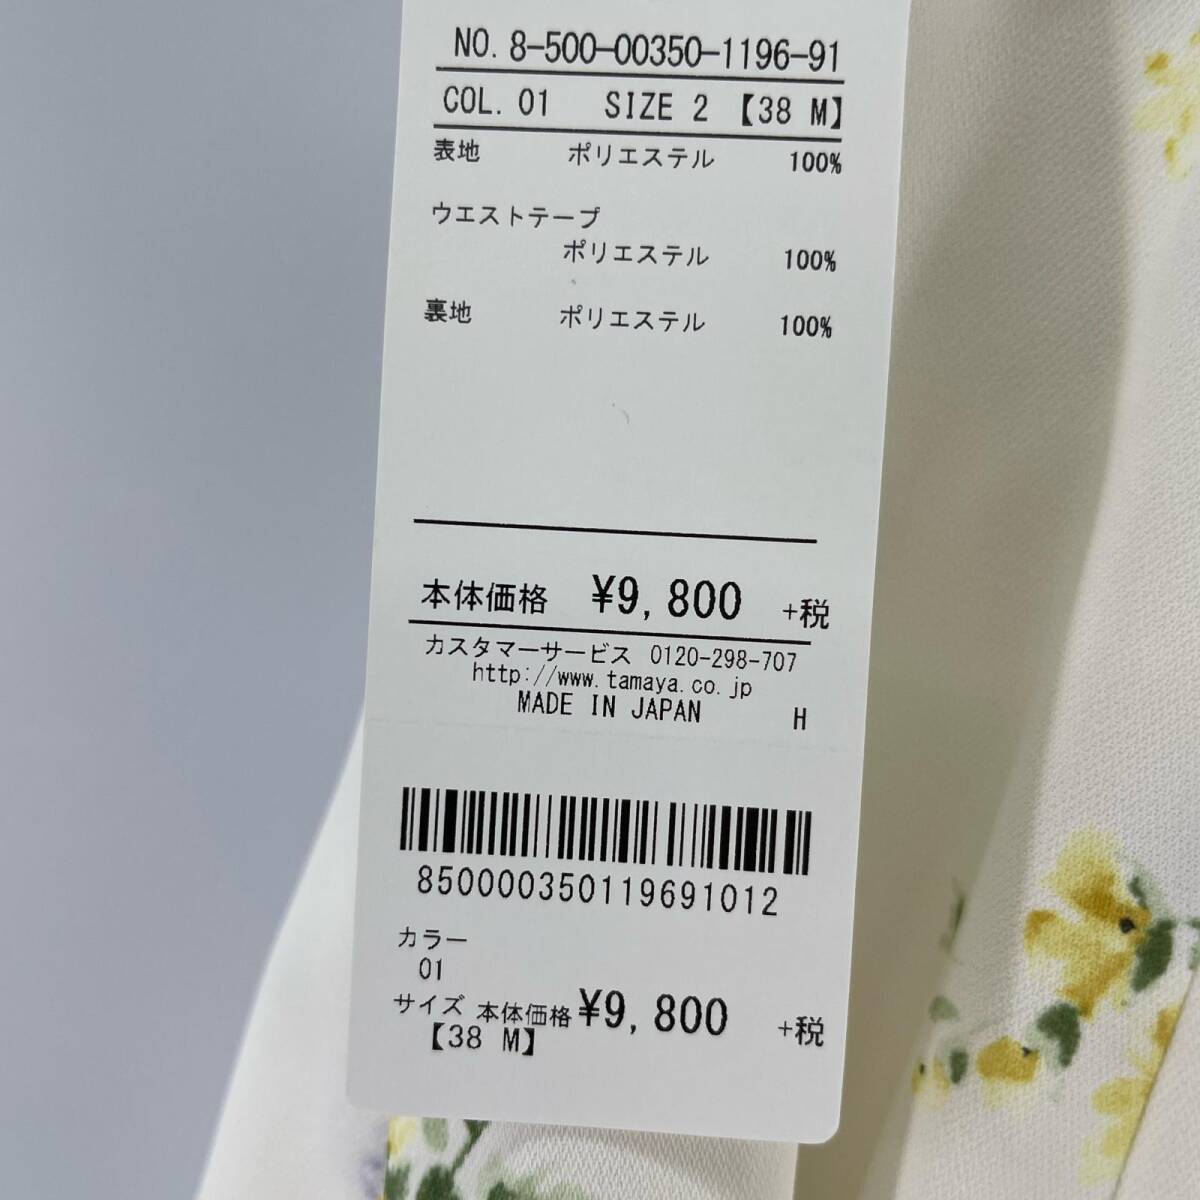 NO. 8-500-00350-1196-91
COL. 01 SIZE 2 【38 M】
表地 ポリエステル 100%
ウエストテープ
ポリエステル 100%
裏地 ポリエステル 100%
本体価格 ¥9,800 +税
カスタマーサービス 0120-298-707
http://www.tamaya.co.jp
MADE IN JAPAN H
850000350119691012
カラー
01
サイズ 本体価格 ¥9,800 +税
【38 M】